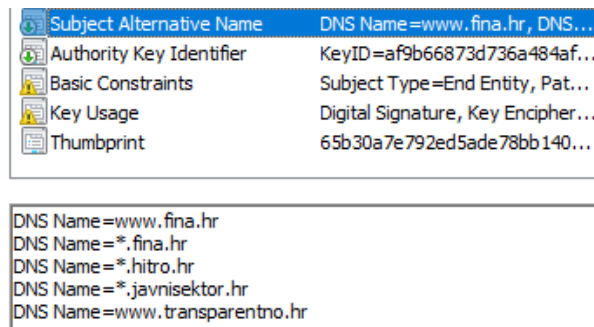 Subject Alternative Name DNS Name=www.fina.hr, DNS...
Authority Key Identifier KeyID=af9b66873d736a484af...
Basic Constraints Subject Type=End Entity, Pat...
Key Usage Digital Signature, Key Encipher...
Thumbprint 65b30a7e792ed5ade78bb140...
DNS Name=www.fina.hr
DNS Name=*.fina.hr
DNS Name=*.hitro.hr
DNS Name=*.javnisektor.hr
DNS Name=www.transparentno.hr